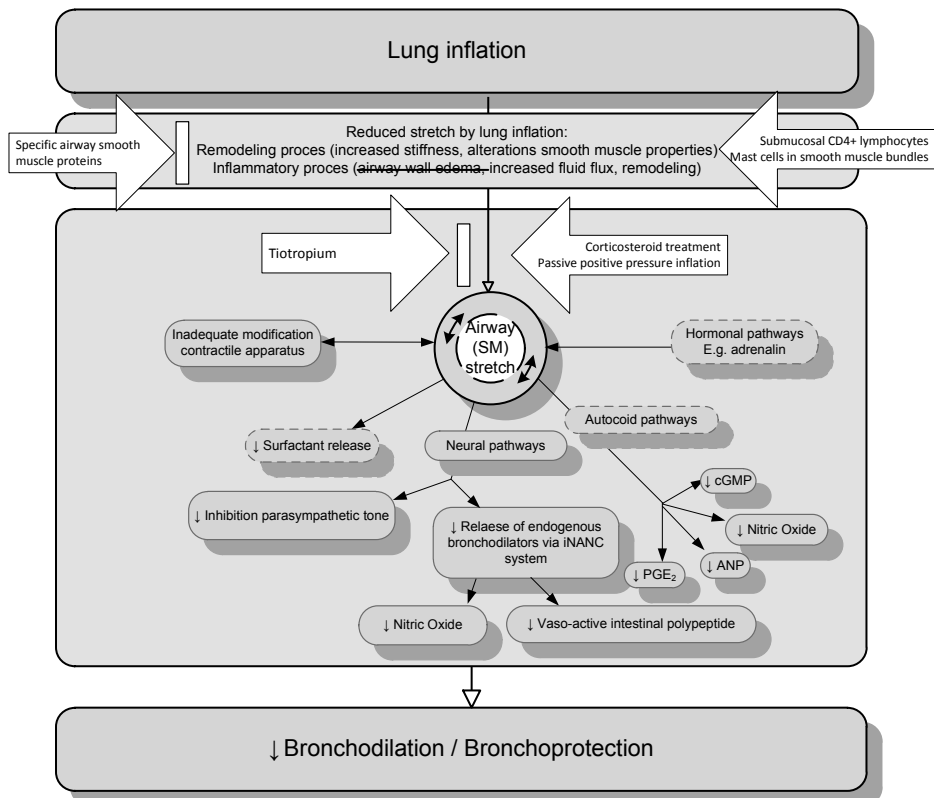 Lung inflation
Specific airway smooth
muscle proteins
Reduced stretch by lung inflation:
Remodeling proces (increased stiffness, alterations smooth muscle properties)
Inflammatory proces (airway wall edema, increased fluid flux, remodeling)
Submucosal CD4+ lymphocytes
Mast cells in smooth muscle bundles
Tiotropium
Corticosteroid treatment
Passive positive pressure inflation
Inadequate modification
contractile apparatus
Airway
(SM)
stretch
Hormonal pathways
E.g. adrenalin
↓ Surfactant release
Neural pathways
Autocoid pathways
↓ Inhibition parasympathetic tone
↓ Relaese of endogenous
bronchodilators via iNANC
system
↓ cGMP
↓ Nitric Oxide
↓ ANP
↓ PGE₂
↓ Nitric Oxide
↓ Vaso-active intestinal polypeptide
↓ Bronchodilation / Bronchoprotection